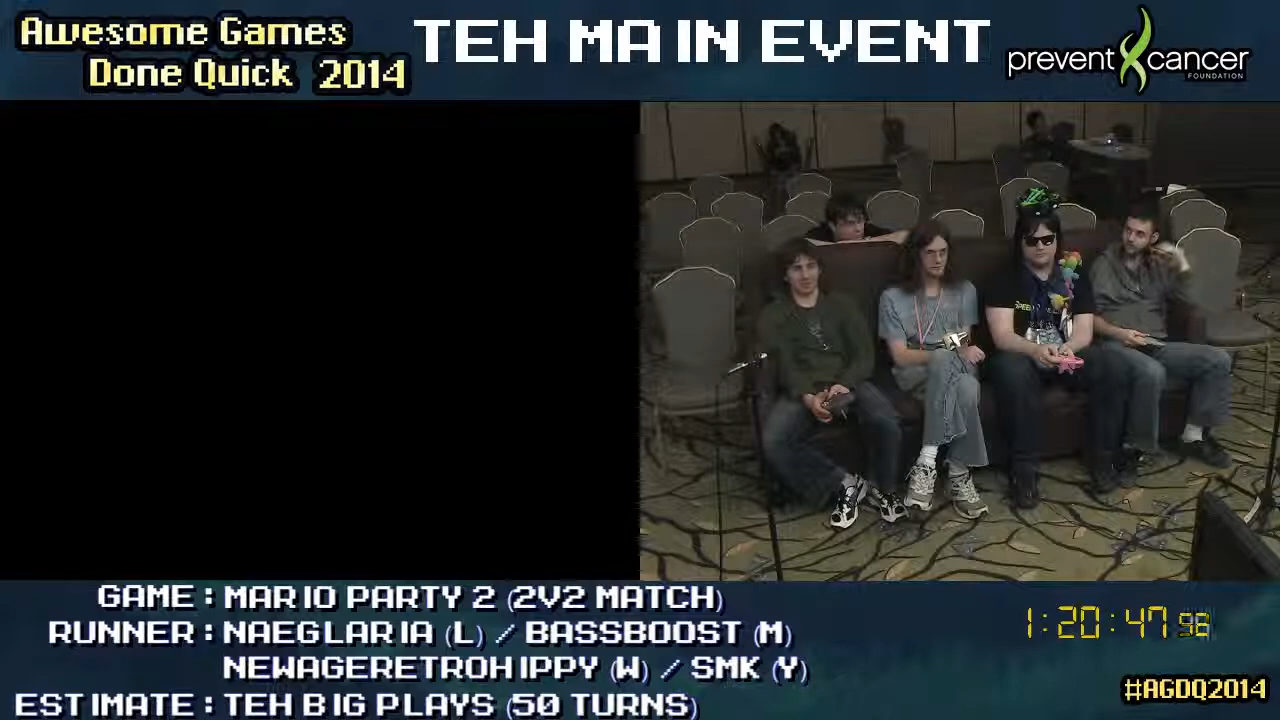 Awesome Games
Done Quick 2014
TEH MAIN EVENT
prevent cancer
FOUNDATION
GAME : MARIO PARTY 2 (2V2 MATCH)
RUNNER : NAEGLARIA (L) / BASSBOOST (M)
NEWAGERETROHIPPY (W) / SMK (Y)
ESTIMATE : TEH BIG PLAYS (50 TURNS)
1:20:47
#AGDQ2014